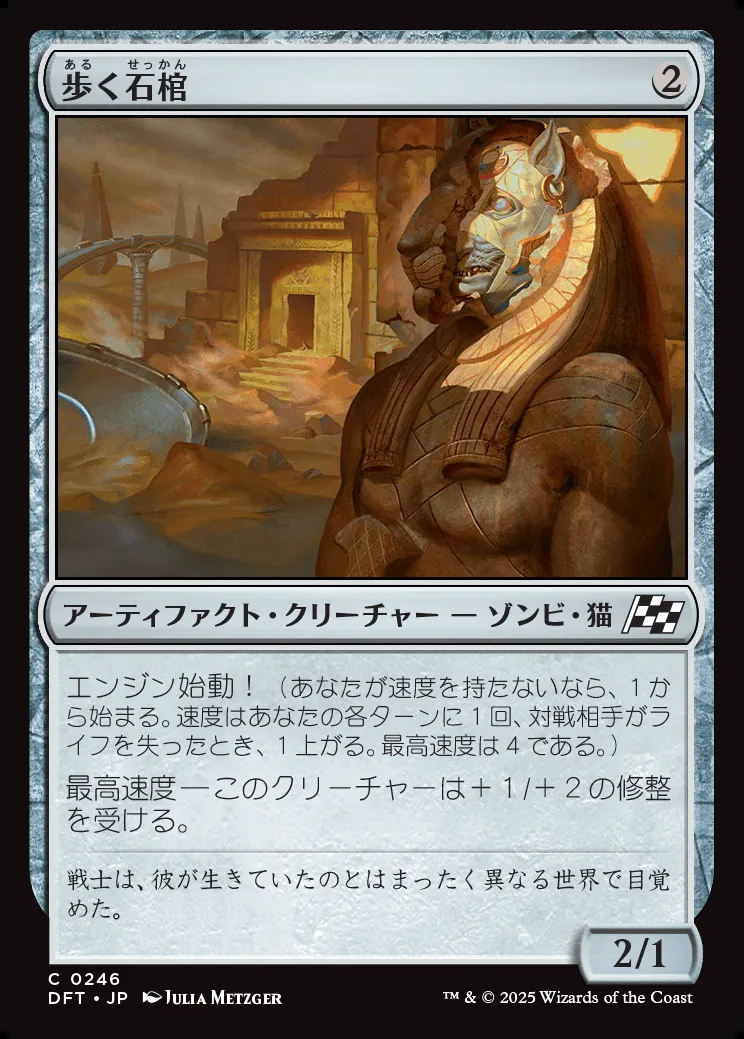 ある せっかん
歩く石棺 2
アーティファクト・クリーチャー — ゾンビ・猫
エンジン始動！（あなたが速度を持たないなら、１か
ら始まる。速度はあなたの各ターンに１回、対戦相手がラ
イフを失ったとき、１上がる。最高速度は４である。）
最高速度―このクリーチャーは＋１/＋２の修整
を受ける。
戦士は、彼が生きていたのとはまったく異なる世界で目覚
めた。
2/1
C 0246
DFT • JP Julia Metzger
™ & © 2025 Wizards of the Coast